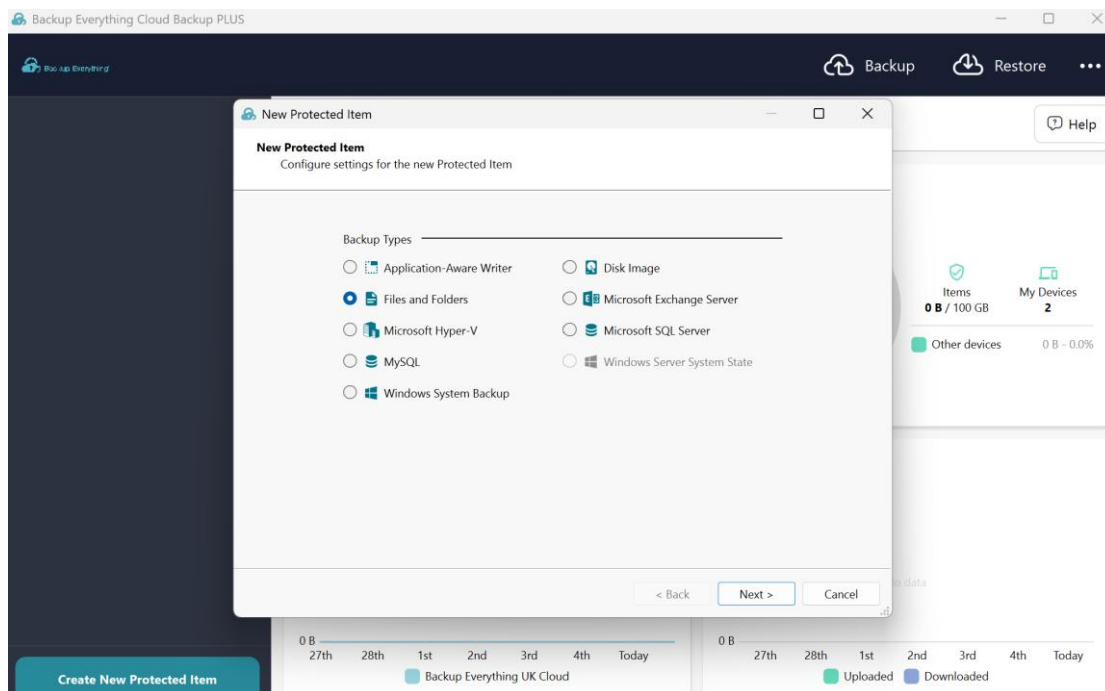 Backup Everything Cloud Backup PLUS
Backup Restore
New Protected Item
Help
New Protected Item
Configure settings for the new Protected Item
Backup Types
Application-Aware Writer
Disk Image
Files and Folders
Microsoft Exchange Server
Microsoft Hyper-V
Microsoft SQL Server
MySQL
Windows Server System State
Windows System Backup
Items
0 B / 100 GB
My Devices
2
Other devices 0 B - 0.0%
data
< Back Next > Cancel
0 B
27th 28th 1st 2nd 3rd 4th Today
Backup Everything UK Cloud
0 B
27th 28th 1st 2nd 3rd 4th Today
Uploaded Downloaded
Create New Protected Item